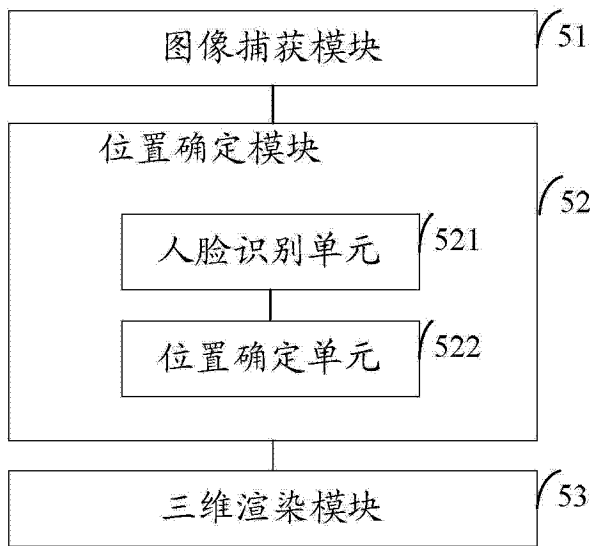 图像捕获模块
51
位置确定模块
52
人脸识别单元
521
位置确定单元
522
三维渲染模块
53